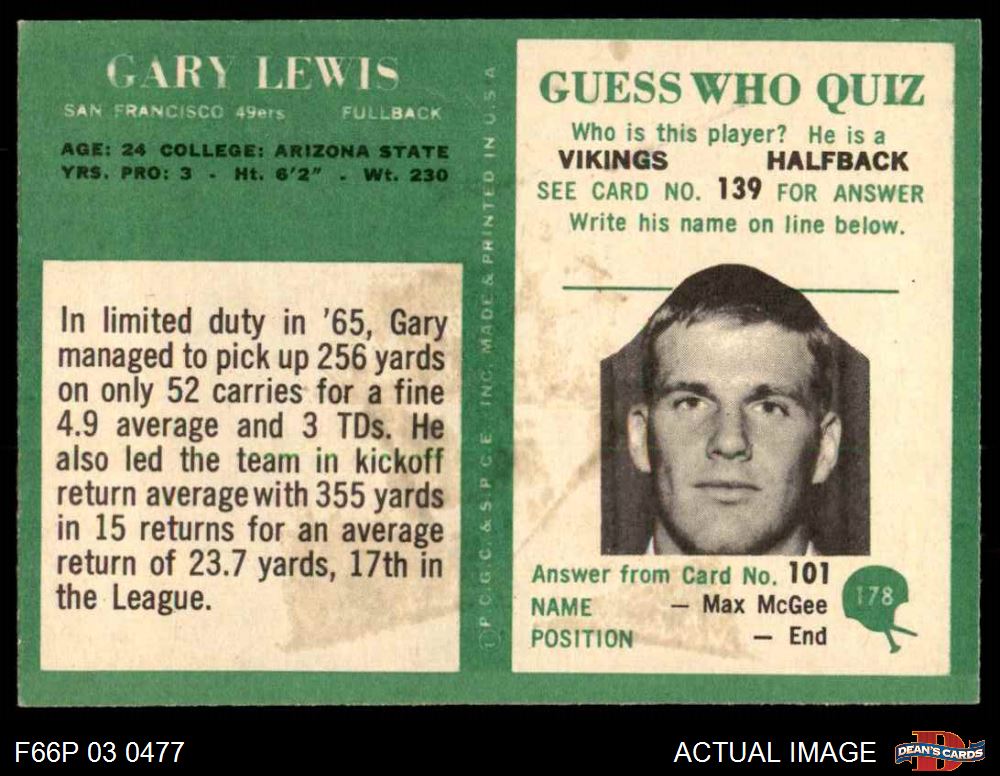 GARY LEWIS
SAN FRANCISCO 49ers FULLBACK
AGE: 24 COLLEGE: ARIZONA STATE
YRS. PRO: 3 - Ht. 6'2" - Wt. 230
In limited duty in '65, Gary
managed to pick up 256 yards
on only 52 carries for a fine
4.9 average and 3 TDs. He
also led the team in kickoff
return average with 355 yards
in 15 returns for an average
return of 23.7 yards, 17th in
the League.
© P.C.G.C. & S.P.C.E. INC. MADE & PRINTED IN U.S.A.
GUESS WHO QUIZ
Who is this player? He is a
VIKINGS HALFBACK
SEE CARD NO. 139 FOR ANSWER
Write his name on line below.
Answer from Card No. 101
NAME — Max McGee
POSITION — End
178
F66P 03 0477
ACTUAL IMAGE
D
DEAN'S CARDS